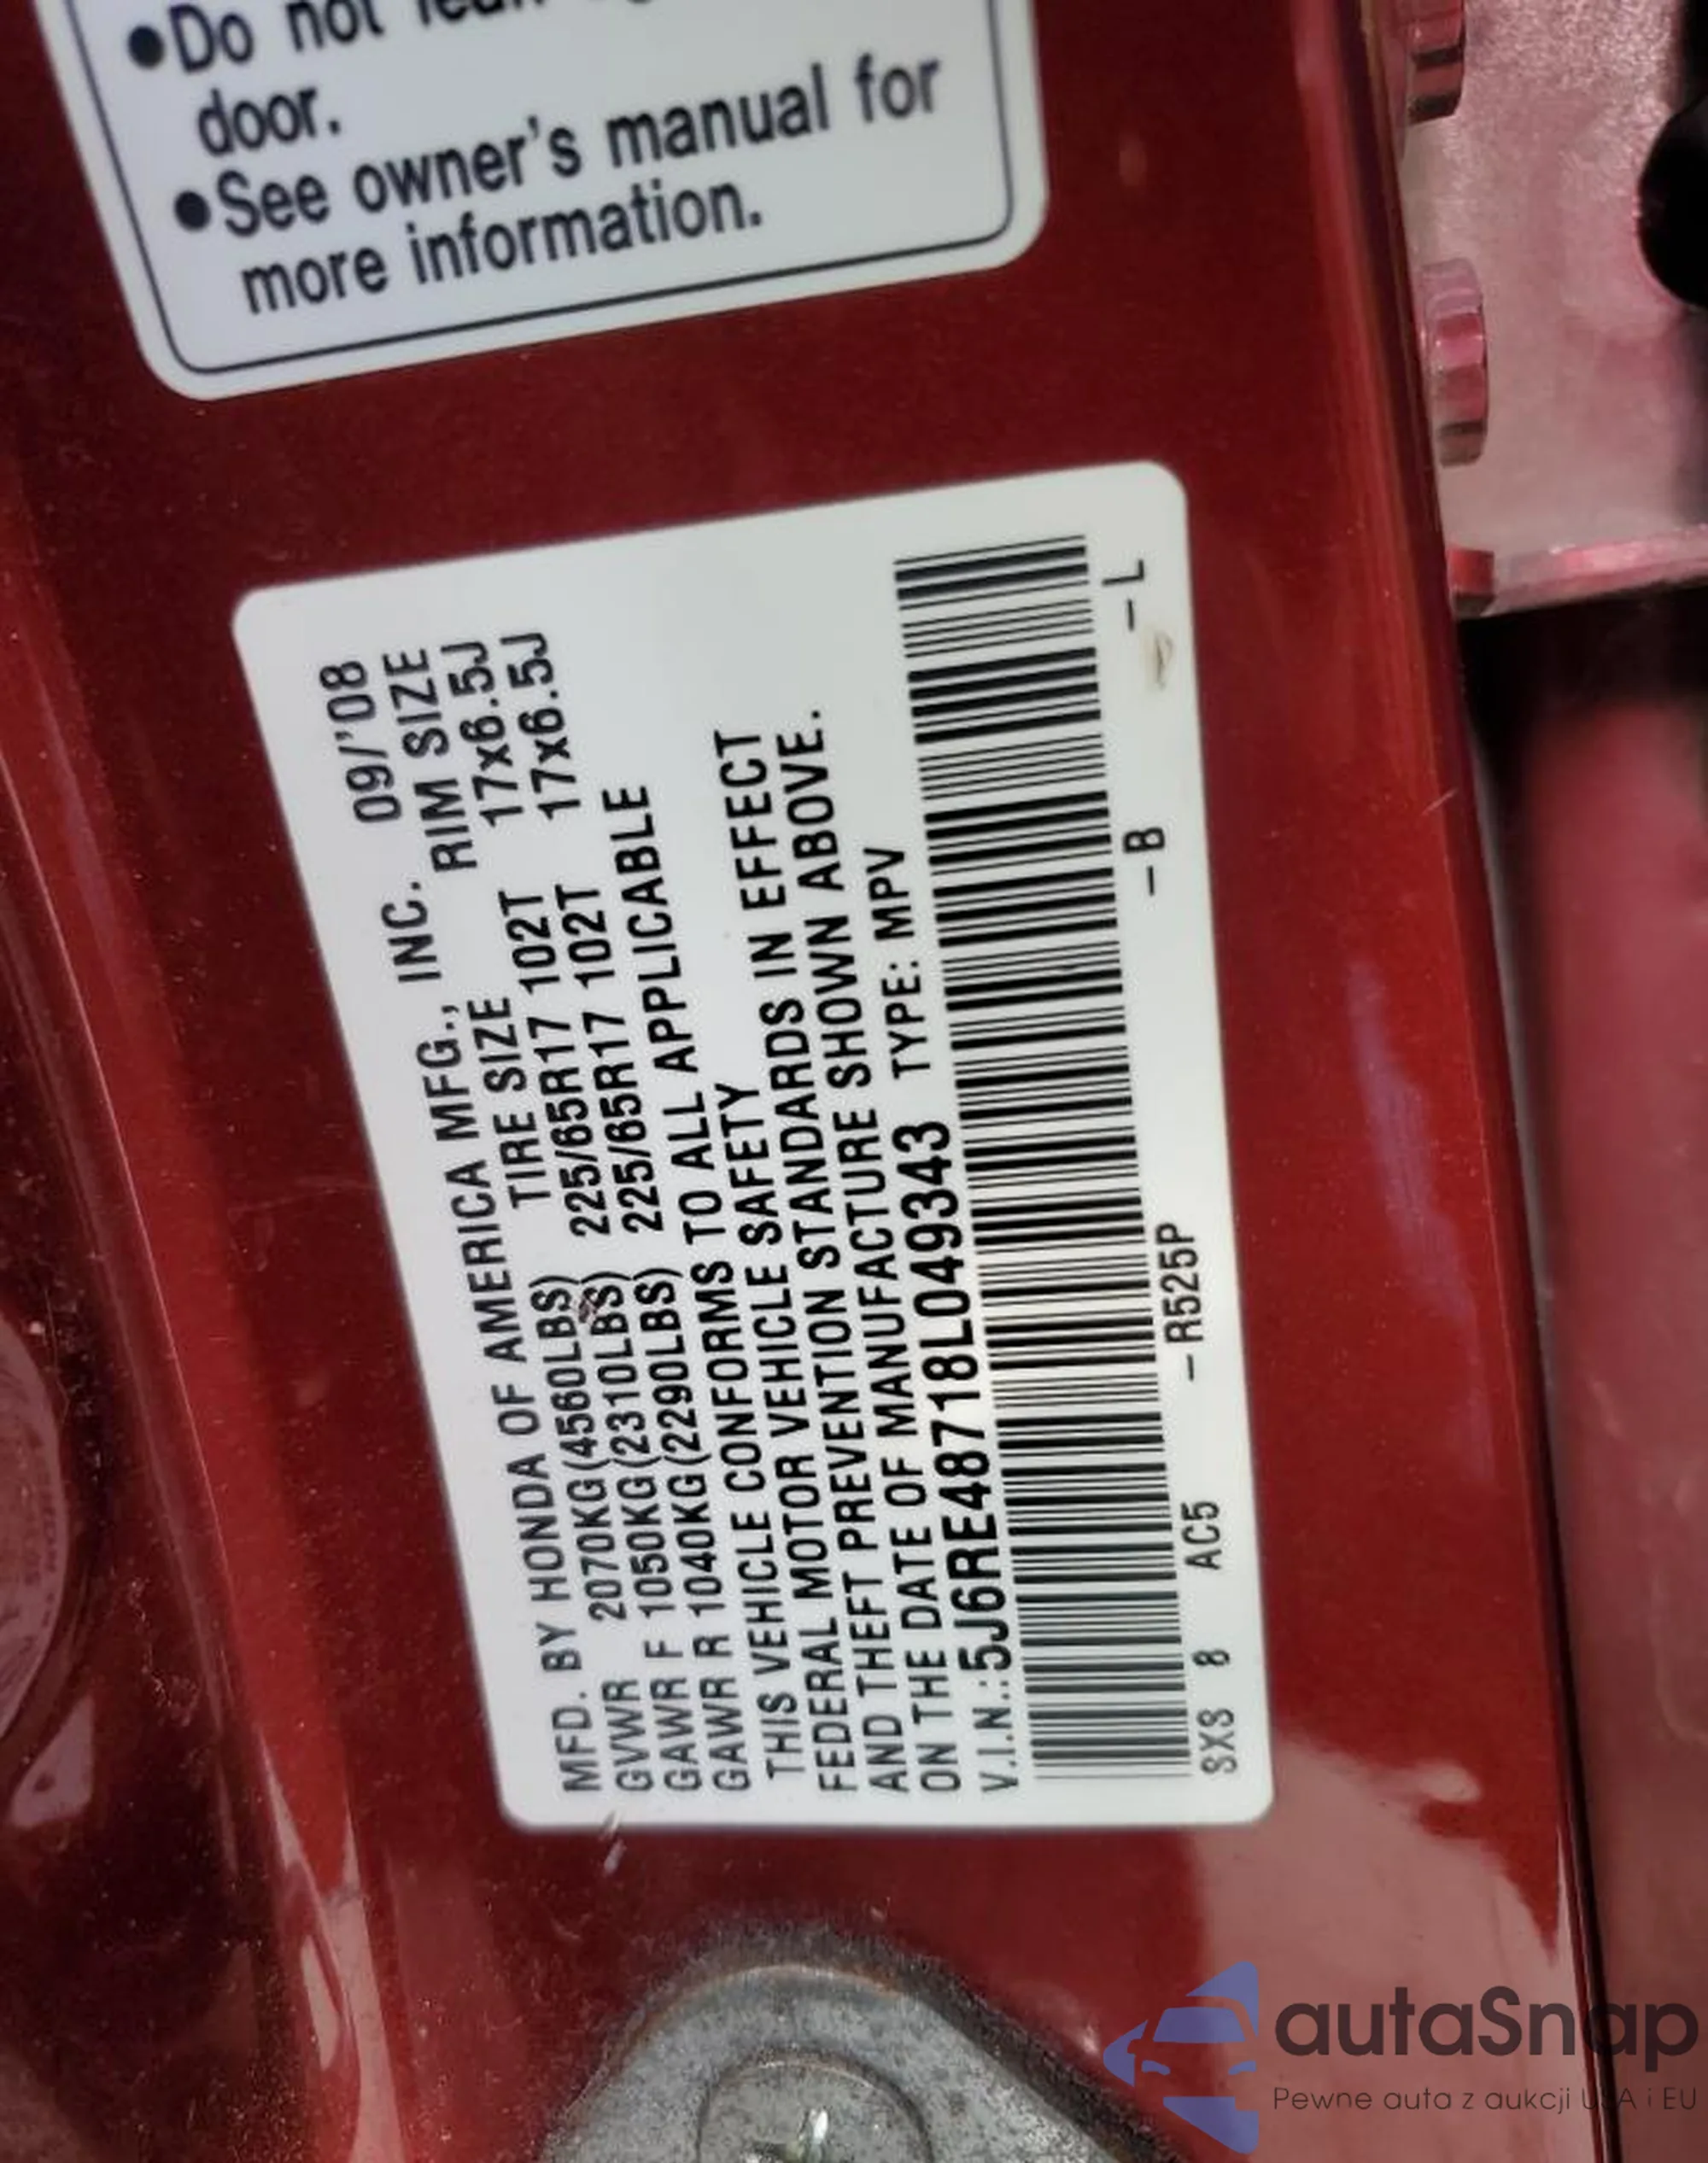 •Do not
door.
•See owner's manual for
more information.
MFD. BY HONDA OF AMERICA MFG., INC. 09/'08
TIRE SIZE RIM SIZE
GVWR 2070KG(4560LBS) 225/65R17 102T 17x6.5J
GAWR F 1050KG(2310LBS) 225/65R17 102T 17x6.5J
GAWR R 1040KG(2290LBS)
THIS VEHICLE CONFORMS TO ALL APPLICABLE
FEDERAL MOTOR VEHICLE SAFETY
AND THEFT PREVENTION STANDARDS IN EFFECT
ON THE DATE OF MANUFACTURE SHOWN ABOVE.
V.I.N.:5J6RE48718L049343 TYPE: MPV
SXS 8 AC5 -R525P -B -L
autaSnap
Pewne auta z aukcji USA i EU